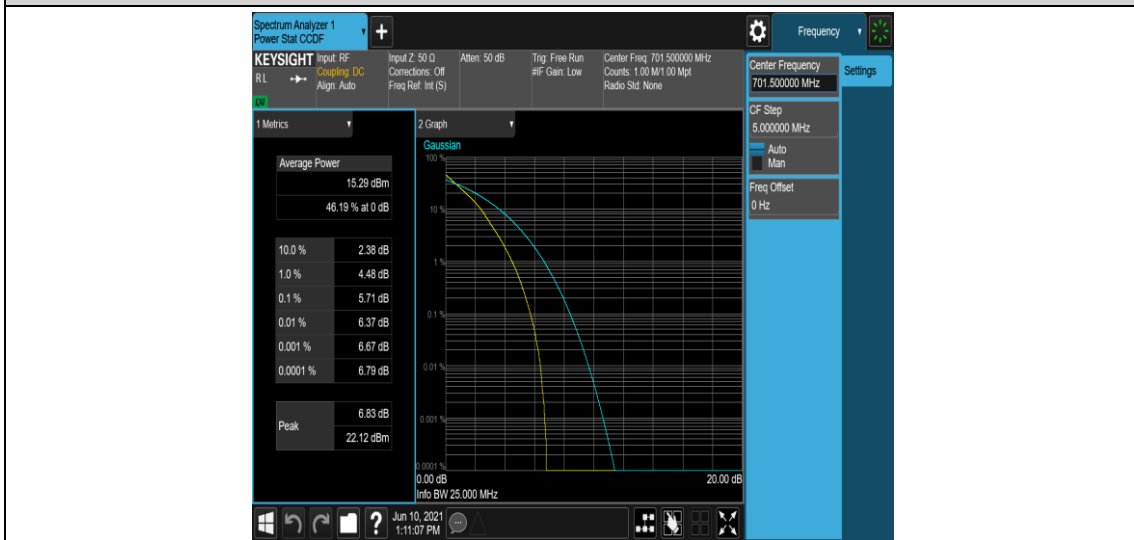 Spectrum Analyzer 1
Power Stat CCDF
+
Frequency
KEYSIGHT
RL
LXI
Input: RF
Coupling: DC
Align: Auto
Input Z: 50 Ω
Corrections: Off
Freq Ref: Int (S)
Atten: 50 dB
Trig: Free Run
#IF Gain: Low
Center Freq: 701.500000 MHz
Counts: 1.00 M/1.00 Mpt
Radio Std: None
Center Frequency
701.500000 MHz
Settings
CF Step
5.000000 MHz
Auto
Man
Freq Offset
0 Hz
1 Metrics
Average Power
15.29 dBm
46.19 % at 0 dB
10.0 % 2.38 dB
1.0 % 4.48 dB
0.1 % 5.71 dB
0.01 % 6.37 dB
0.001 % 6.67 dB
0.0001 % 6.79 dB
Peak
6.83 dB
22.12 dBm
2 Graph
Gaussian
100 %
10 %
1 %
0.1 %
0.01 %
0.001 %
0.0001 %
0.00 dB 20.00 dB
Info BW 25.000 MHz
?
Jun 10, 2021
1:11:07 PM